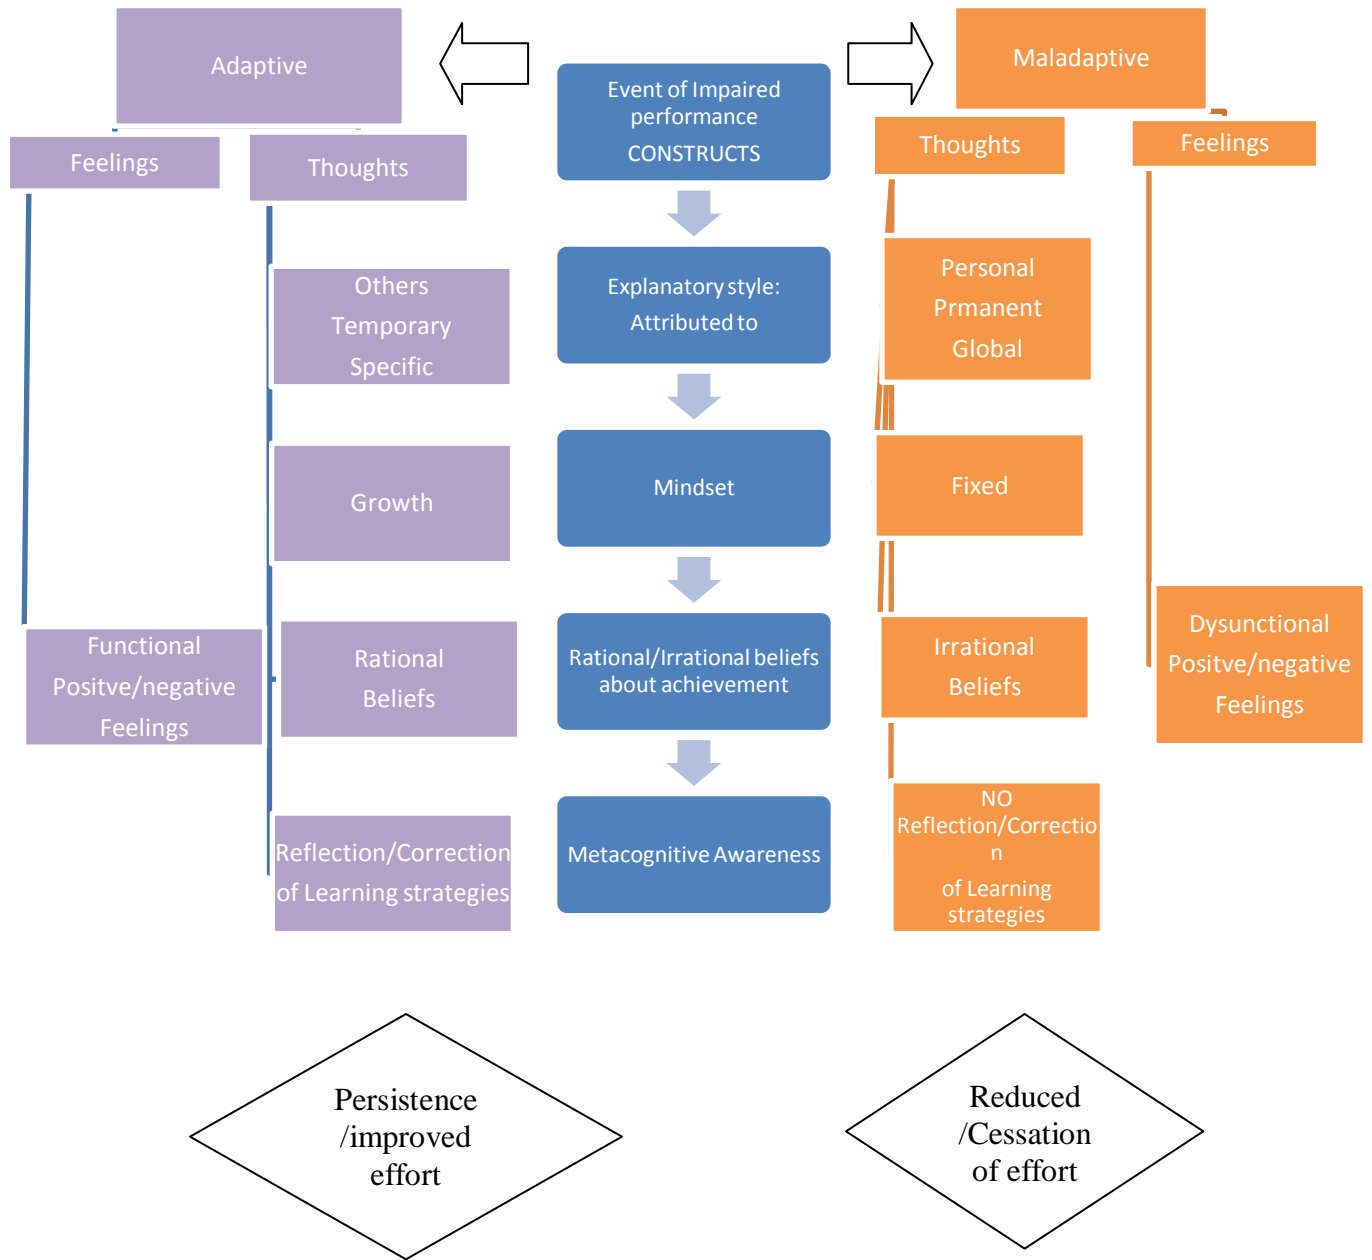 Adaptive
Event of Impaired
performance
CONSTRUCTS
Maladaptive
Feelings
Thoughts
Thoughts
Feelings
Others
Temporary
Specific
Explanatory style:
Attributed to
Personal
Prmanent
Global
Growth
Mindset
Fixed
Functional
Positve/negative
Feelings
Rational
Beliefs
Rational/Irrational beliefs
about achievement
Irrational
Beliefs
Dysunctional
Positve/negative
Feelings
Reflection/Correction
of Learning strategies
Metacognitive Awareness
NO
Reflection/Correctio
n
of Learning
strategies
Persistence
/improved
effort
Reduced
/Cessation
of effort